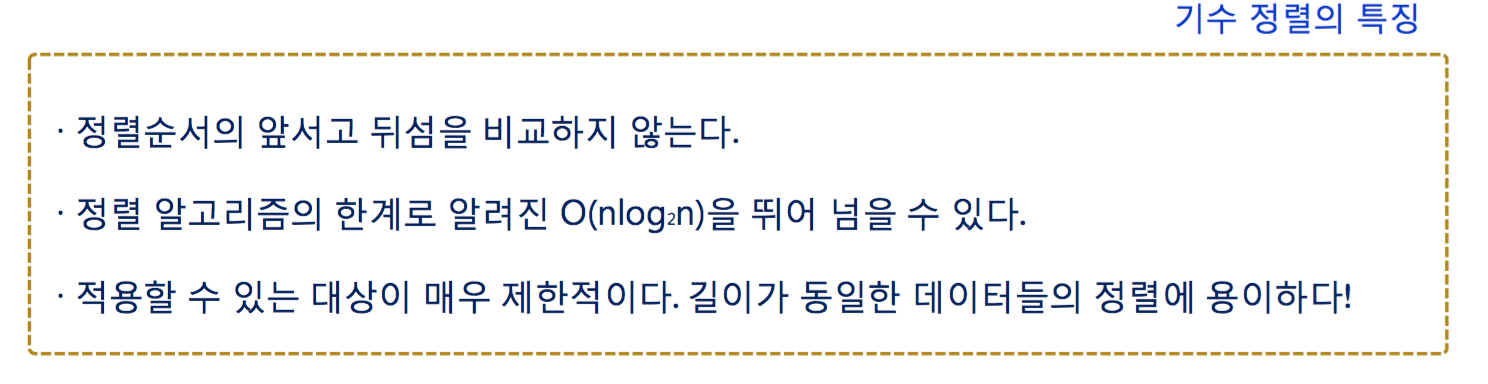 기수 정렬의 특징
· 정렬순서의 앞서고 뒤섬을 비교하지 않는다.
· 정렬 알고리즘의 한계로 알려진 O(nlog₂n)을 뛰어 넘을 수 있다.
· 적용할 수 있는 대상이 매우 제한적이다. 길이가 동일한 데이터들의 정렬에 용이하다!